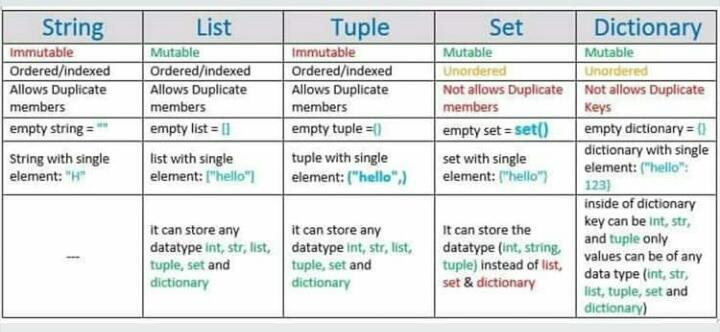 String List Tuple Set Dictionary
Immutable Mutable Immutable Mutable Mutable
Ordered/indexed Ordered/indexed Ordered/indexed Unordered Unordered
Allows Duplicate Allows Duplicate Allows Duplicate Not allows Duplicate Not allows Duplicate
members members members members Keys
empty string = "" empty list = [] empty tuple =() empty set = set() empty dictionary = {}
String with single
element: "H"
list with single
element: ["hello"]
tuple with single
element: ("hello",)
set with single
element: {"hello"}
dictionary with single
element: {"hello":
123}
---
it can store any
datatype int, str, list,
tuple, set and
dictionary
it can store any
datatype int, str, list,
tuple, set and
dictionary
It can store the
datatype (int, string,
tuple) instead of list,
set & dictionary
inside of dictionary
key can be int, str,
and tuple only
values can be of any
data type (int, str,
list, tuple, set and
dictionary)